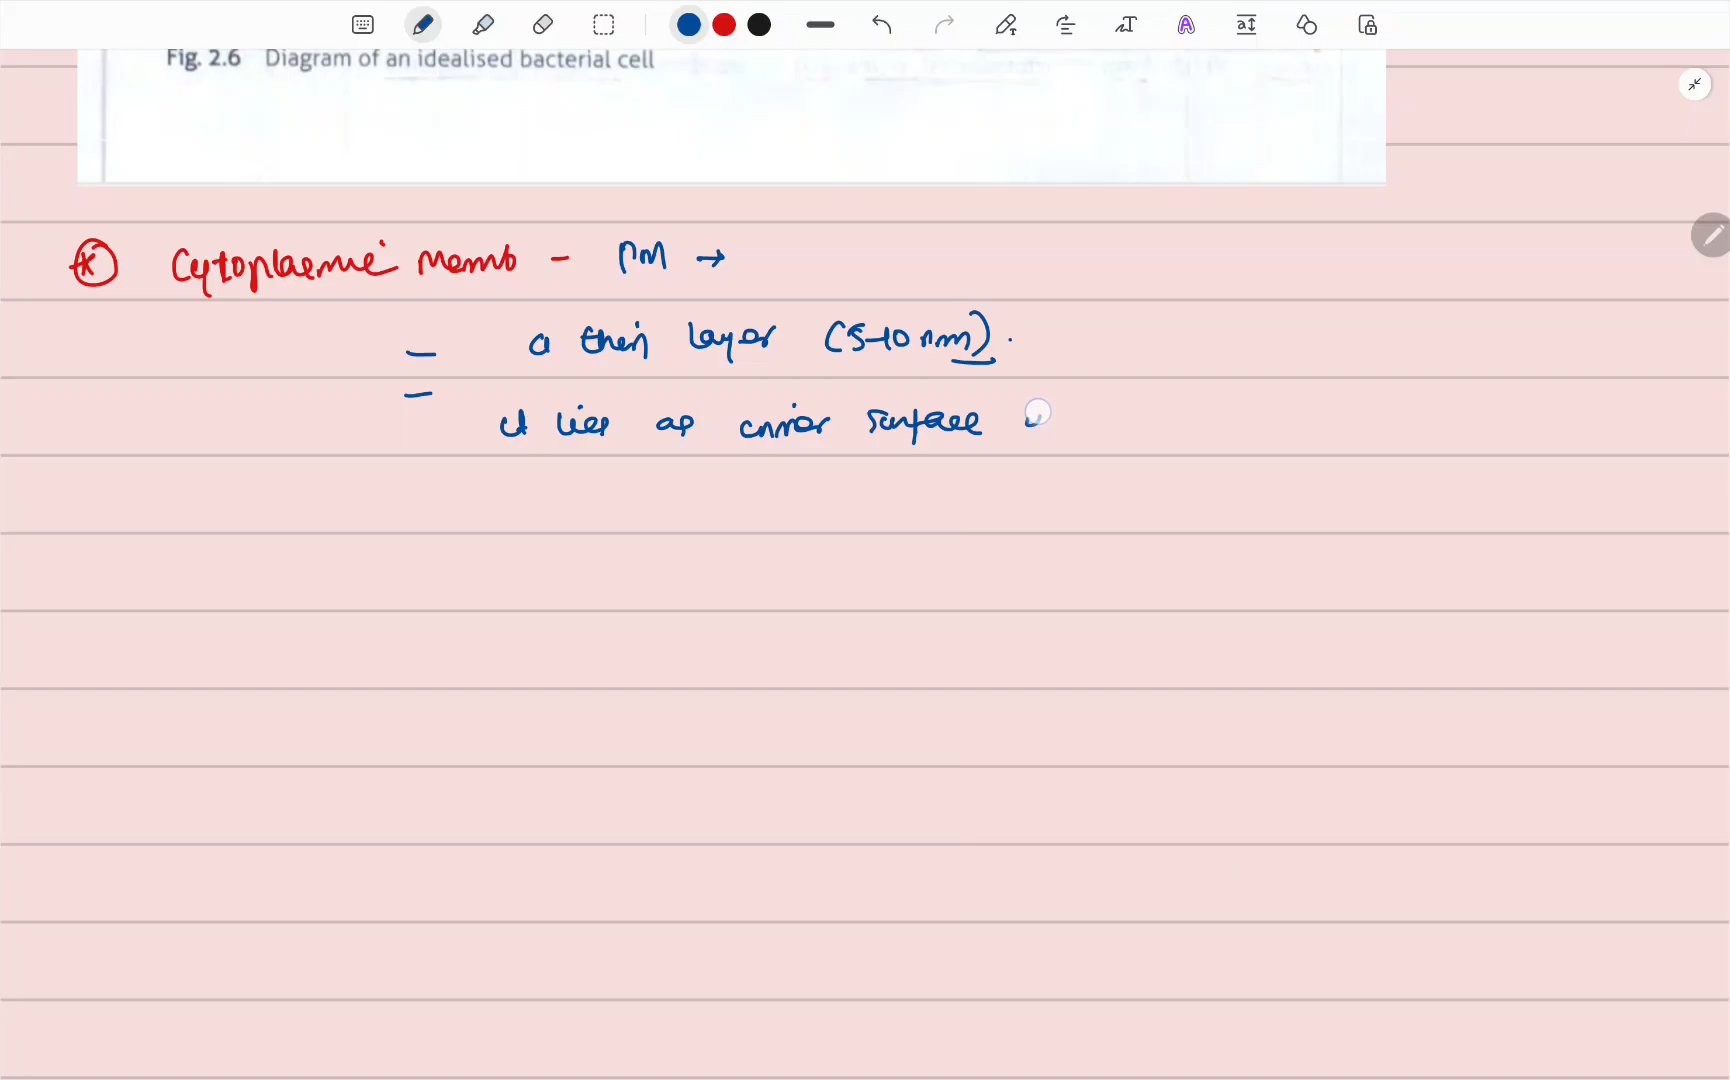 Fig. 2.6 Diagram of an idealised bacterial cell
Cytoplasmic Memb - PM →
- a thin layer (5-10 nm).
- It lies as inner surface